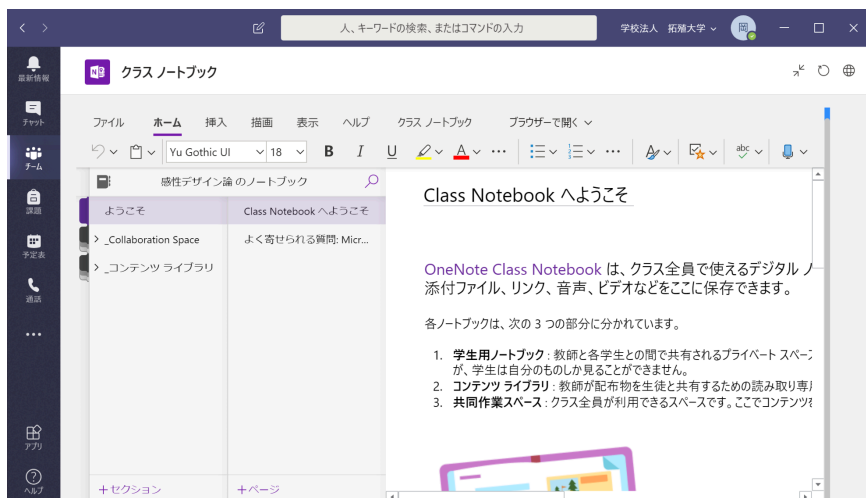 人、キーワードの検索、またはコマンドの入力
学校法人 拓殖大学
岡
最新情報
チャット
チーム
課題
予定表
通話
アプリ
ヘルプ
N
クラス ノートブック
ファイル ホーム 挿入 描画 表示 ヘルプ クラス ノートブック ブラウザーで開く
Yu Gothic UI 18 B I U A abc
感性デザイン論 のノートブック
ようこそ
_Collaboration Space
_コンテンツ ライブラリ
+セクション
Class Notebook へようこそ
よく寄せられる質問: Micr...
+ページ
Class Notebook へようこそ
OneNote Class Notebook は、クラス全員で使えるデジタル ノ
添付ファイル、リンク、音声、ビデオなどをここに保存できます。
各ノートブックは、次の 3 つの部分に分かれています。
1. 学生用ノートブック : 教師と各学生との間で共有されるプライベート スペース
が、学生は自分のものしか見ることができません。
2. コンテンツ ライブラリ : 教師が配布物を生徒と共有するための読み取り専
3. 共同作業スペース : クラス全員が利用できるスペースです。ここでコンテンツを